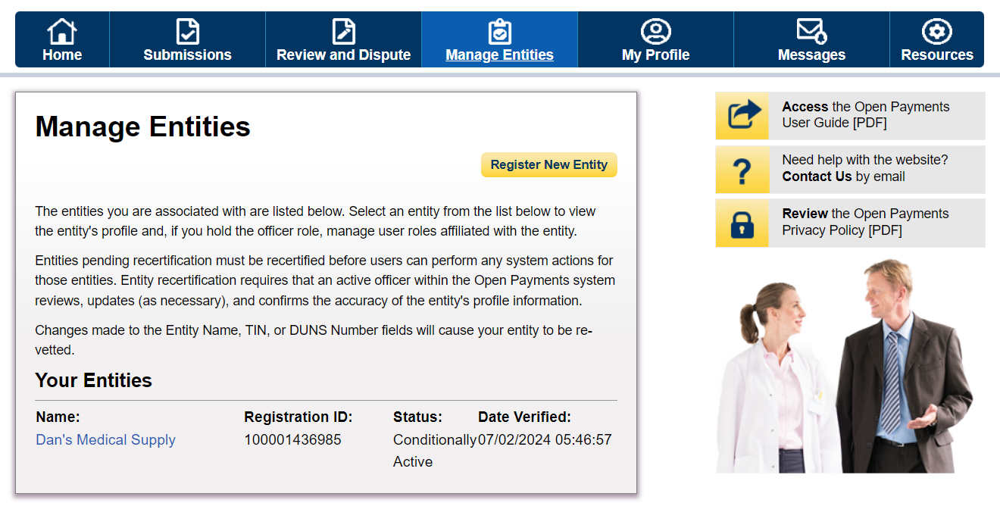 Home
Submissions
Review and Dispute
Manage Entities
My Profile
Messages
Resources
Manage Entities
Register New Entity
The entities you are associated with are listed below. Select an entity from the list below to view
the entity's profile and, if you hold the officer role, manage user roles affiliated with the entity.
Entities pending recertification must be recertified before users can perform any system actions for
those entities. Entity recertification requires that an active officer within the Open Payments system
reviews, updates (as necessary), and confirms the accuracy of the entity's profile information.
Changes made to the Entity Name, TIN, or DUNS Number fields will cause your entity to be re-
vetted.
Your Entities
Name: Registration ID: Status: Date Verified:
Dan's Medical Supply 100001436985 Conditionally 07/02/2024 05:46:57
Active
Access the Open Payments
User Guide [PDF]
Need help with the website?
Contact Us by email
Review the Open Payments
Privacy Policy [PDF]